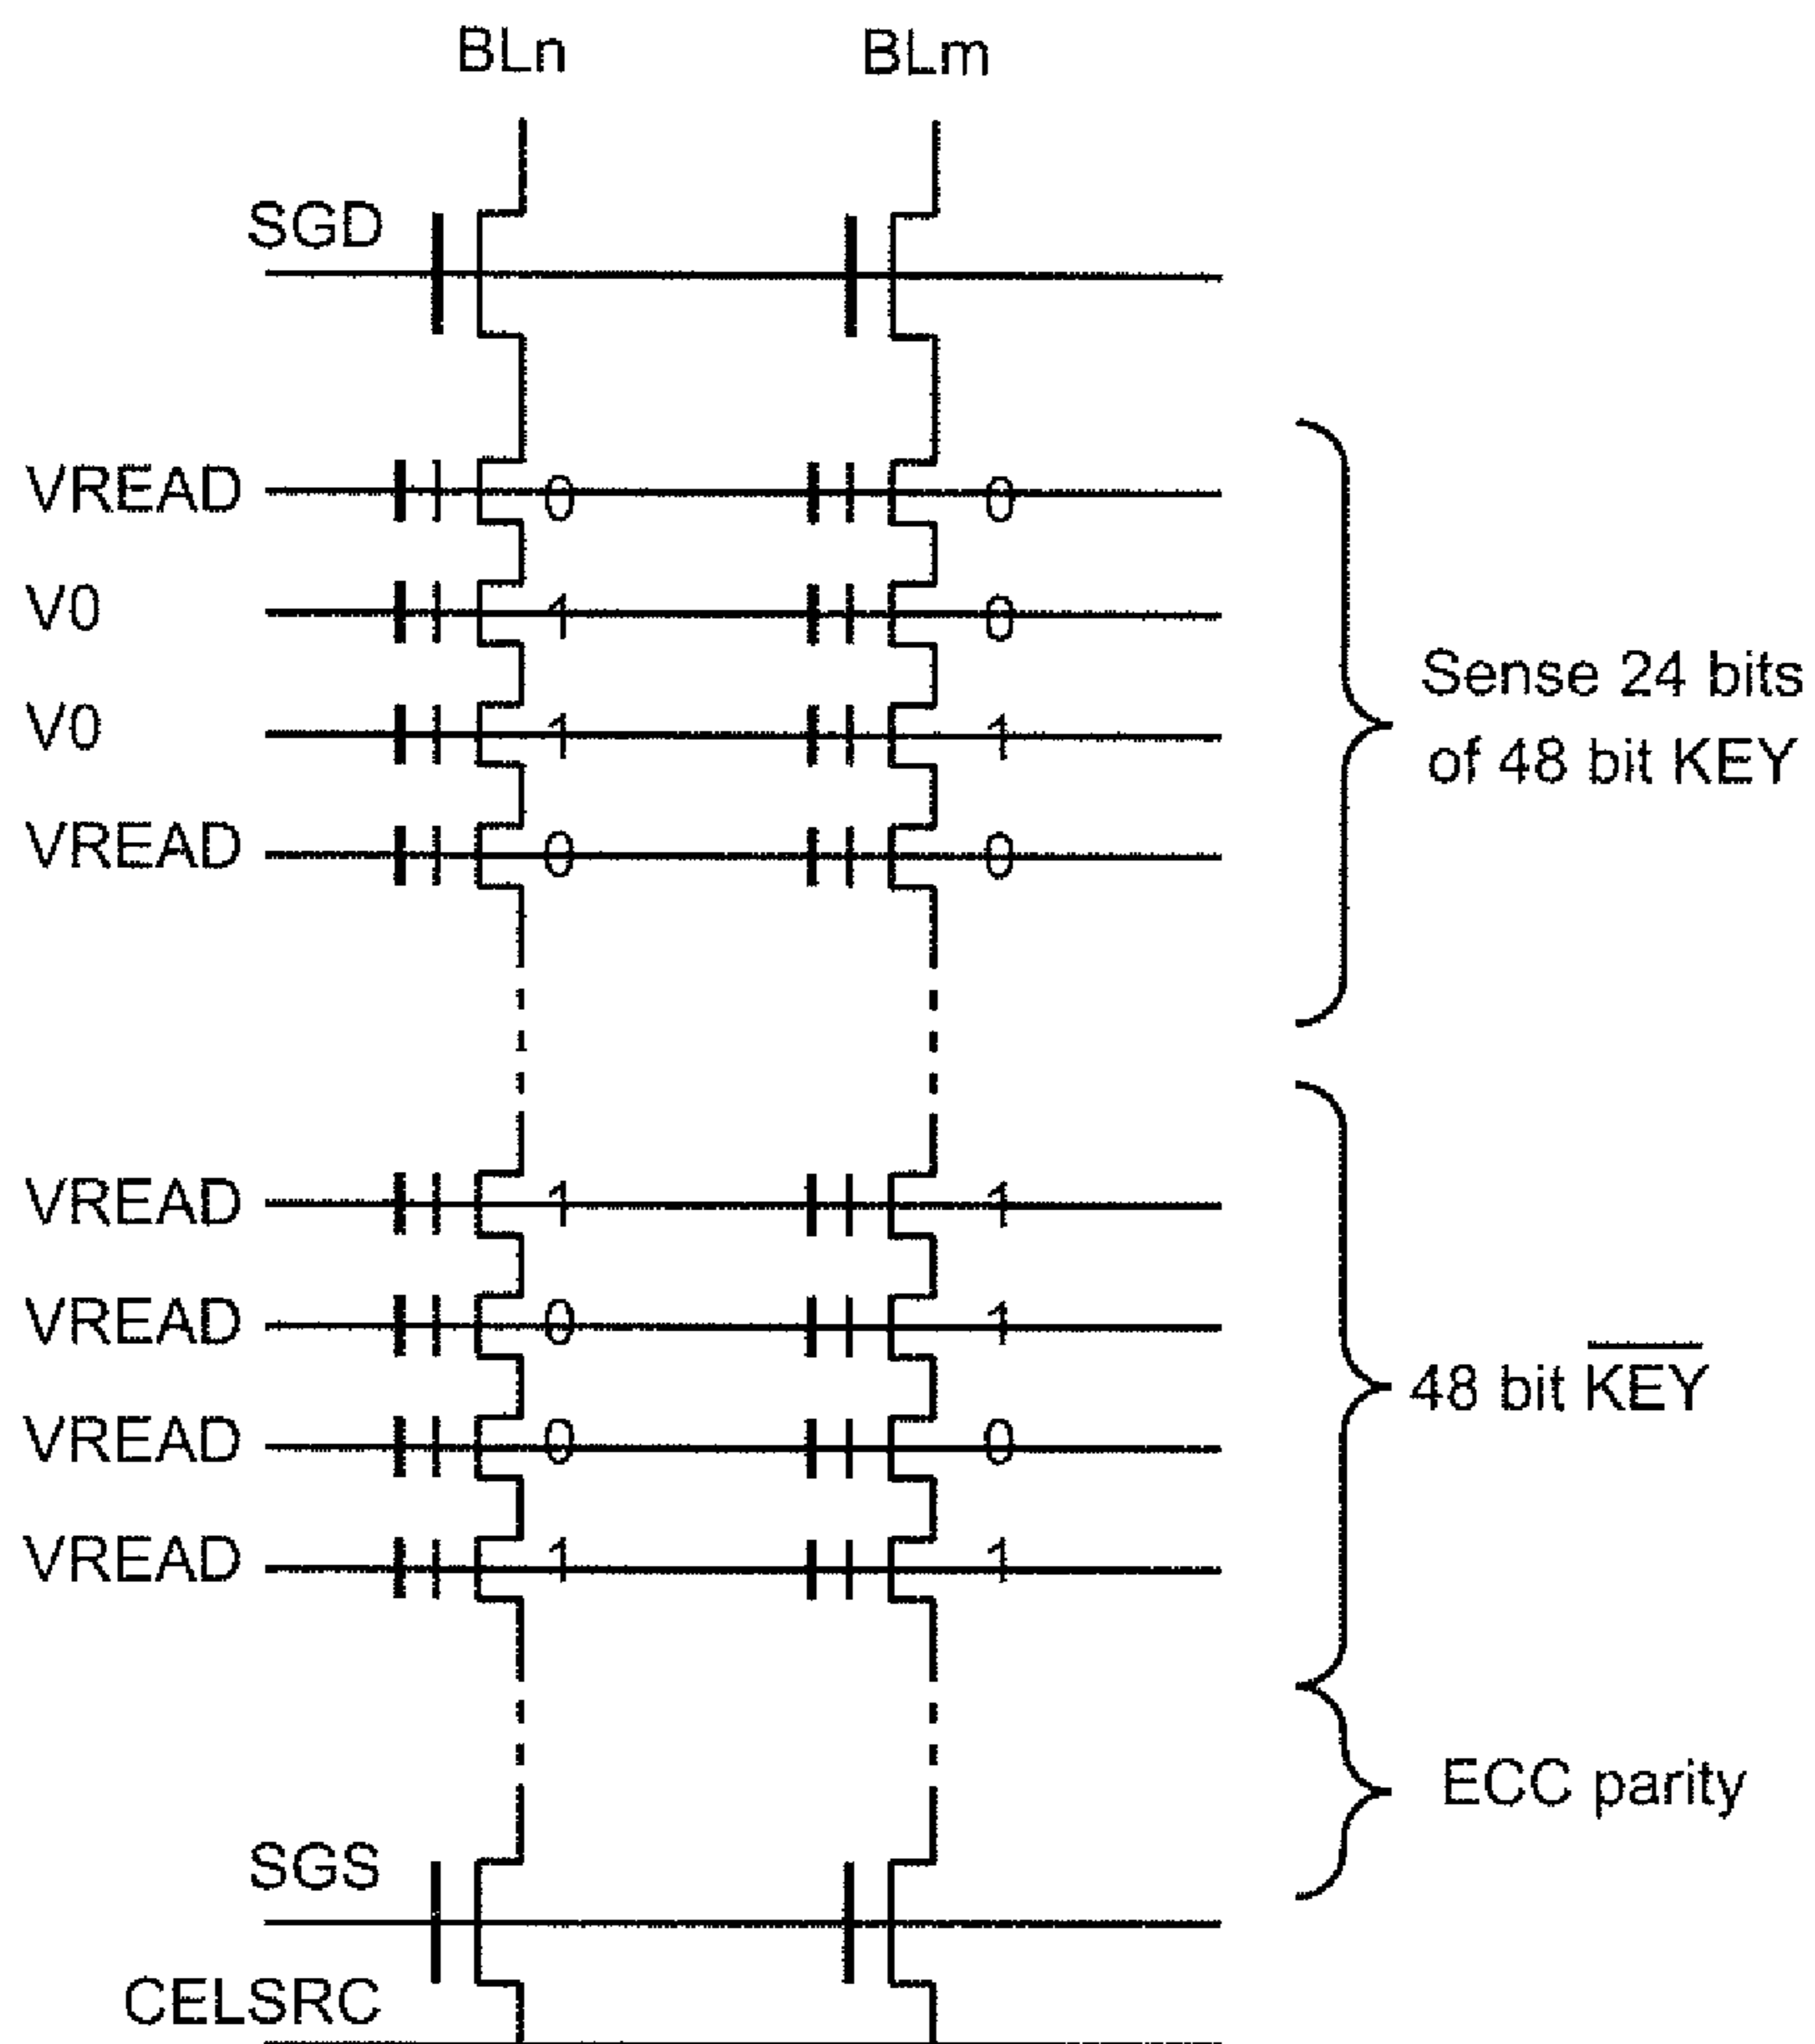 BLn BLm
SGD
VREAD 0 0
V0 1 0
V0 1 1
VREAD 0 0
Sense 24 bits
of 48 bit KEY
VREAD 1 1
VREAD 0 1
VREAD 0 0
VREAD 1 1
48 bit K̅E̅Y̅
ECC parity
SGS
CELSRC